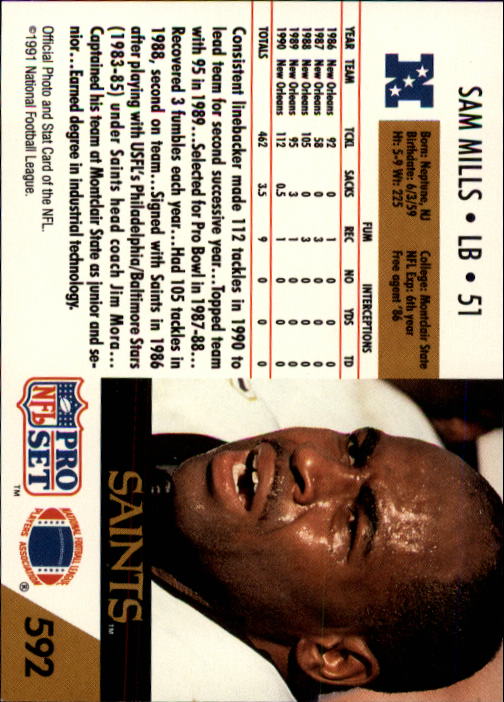 SAM MILLS • LB • 51
N
Born: Neptune, NJ College: Montclair State
Birthdate: 6/3/59 NFL Exp: 6th year
Ht: 5-9 Wt: 225 Free agent '86
FUM INTERCEPTIONS
YEAR TEAM TCKL SACKS REC NO YDS TD
1986 New Orleans 92 0 1 0 0 0
1987 New Orleans 58 0 3 0 0 0
1988 New Orleans 105 0 3 0 0 0
1989 New Orleans 95 3 1 0 0 0
1990 New Orleans 112 0.5 1 0 0 0
TOTALS 462 3.5 9 0 0 0
Consistent linebacker made 112 tackles in 1990 to
lead team for second successive year...Topped team
with 95 in 1989...Selected for Pro Bowl in 1987-88...
Recovered 3 fumbles each year...Had 105 tackles in
1988, second on team...Signed with Saints in 1986
after playing with USFL's Philadelphia/Baltimore Stars
(1983-85) under Saints head coach Jim Mora...
Captained his team at Montclair State as junior and se-
nior...Earned degree in industrial technology.
Official Photo and Stat Card of the NFL.
©1991 National Football League.
SAINTS™
PRO
NFL
SET™
NATIONAL FOOTBALL LEAGUE
PLAYERS ASSOCIATION®
592